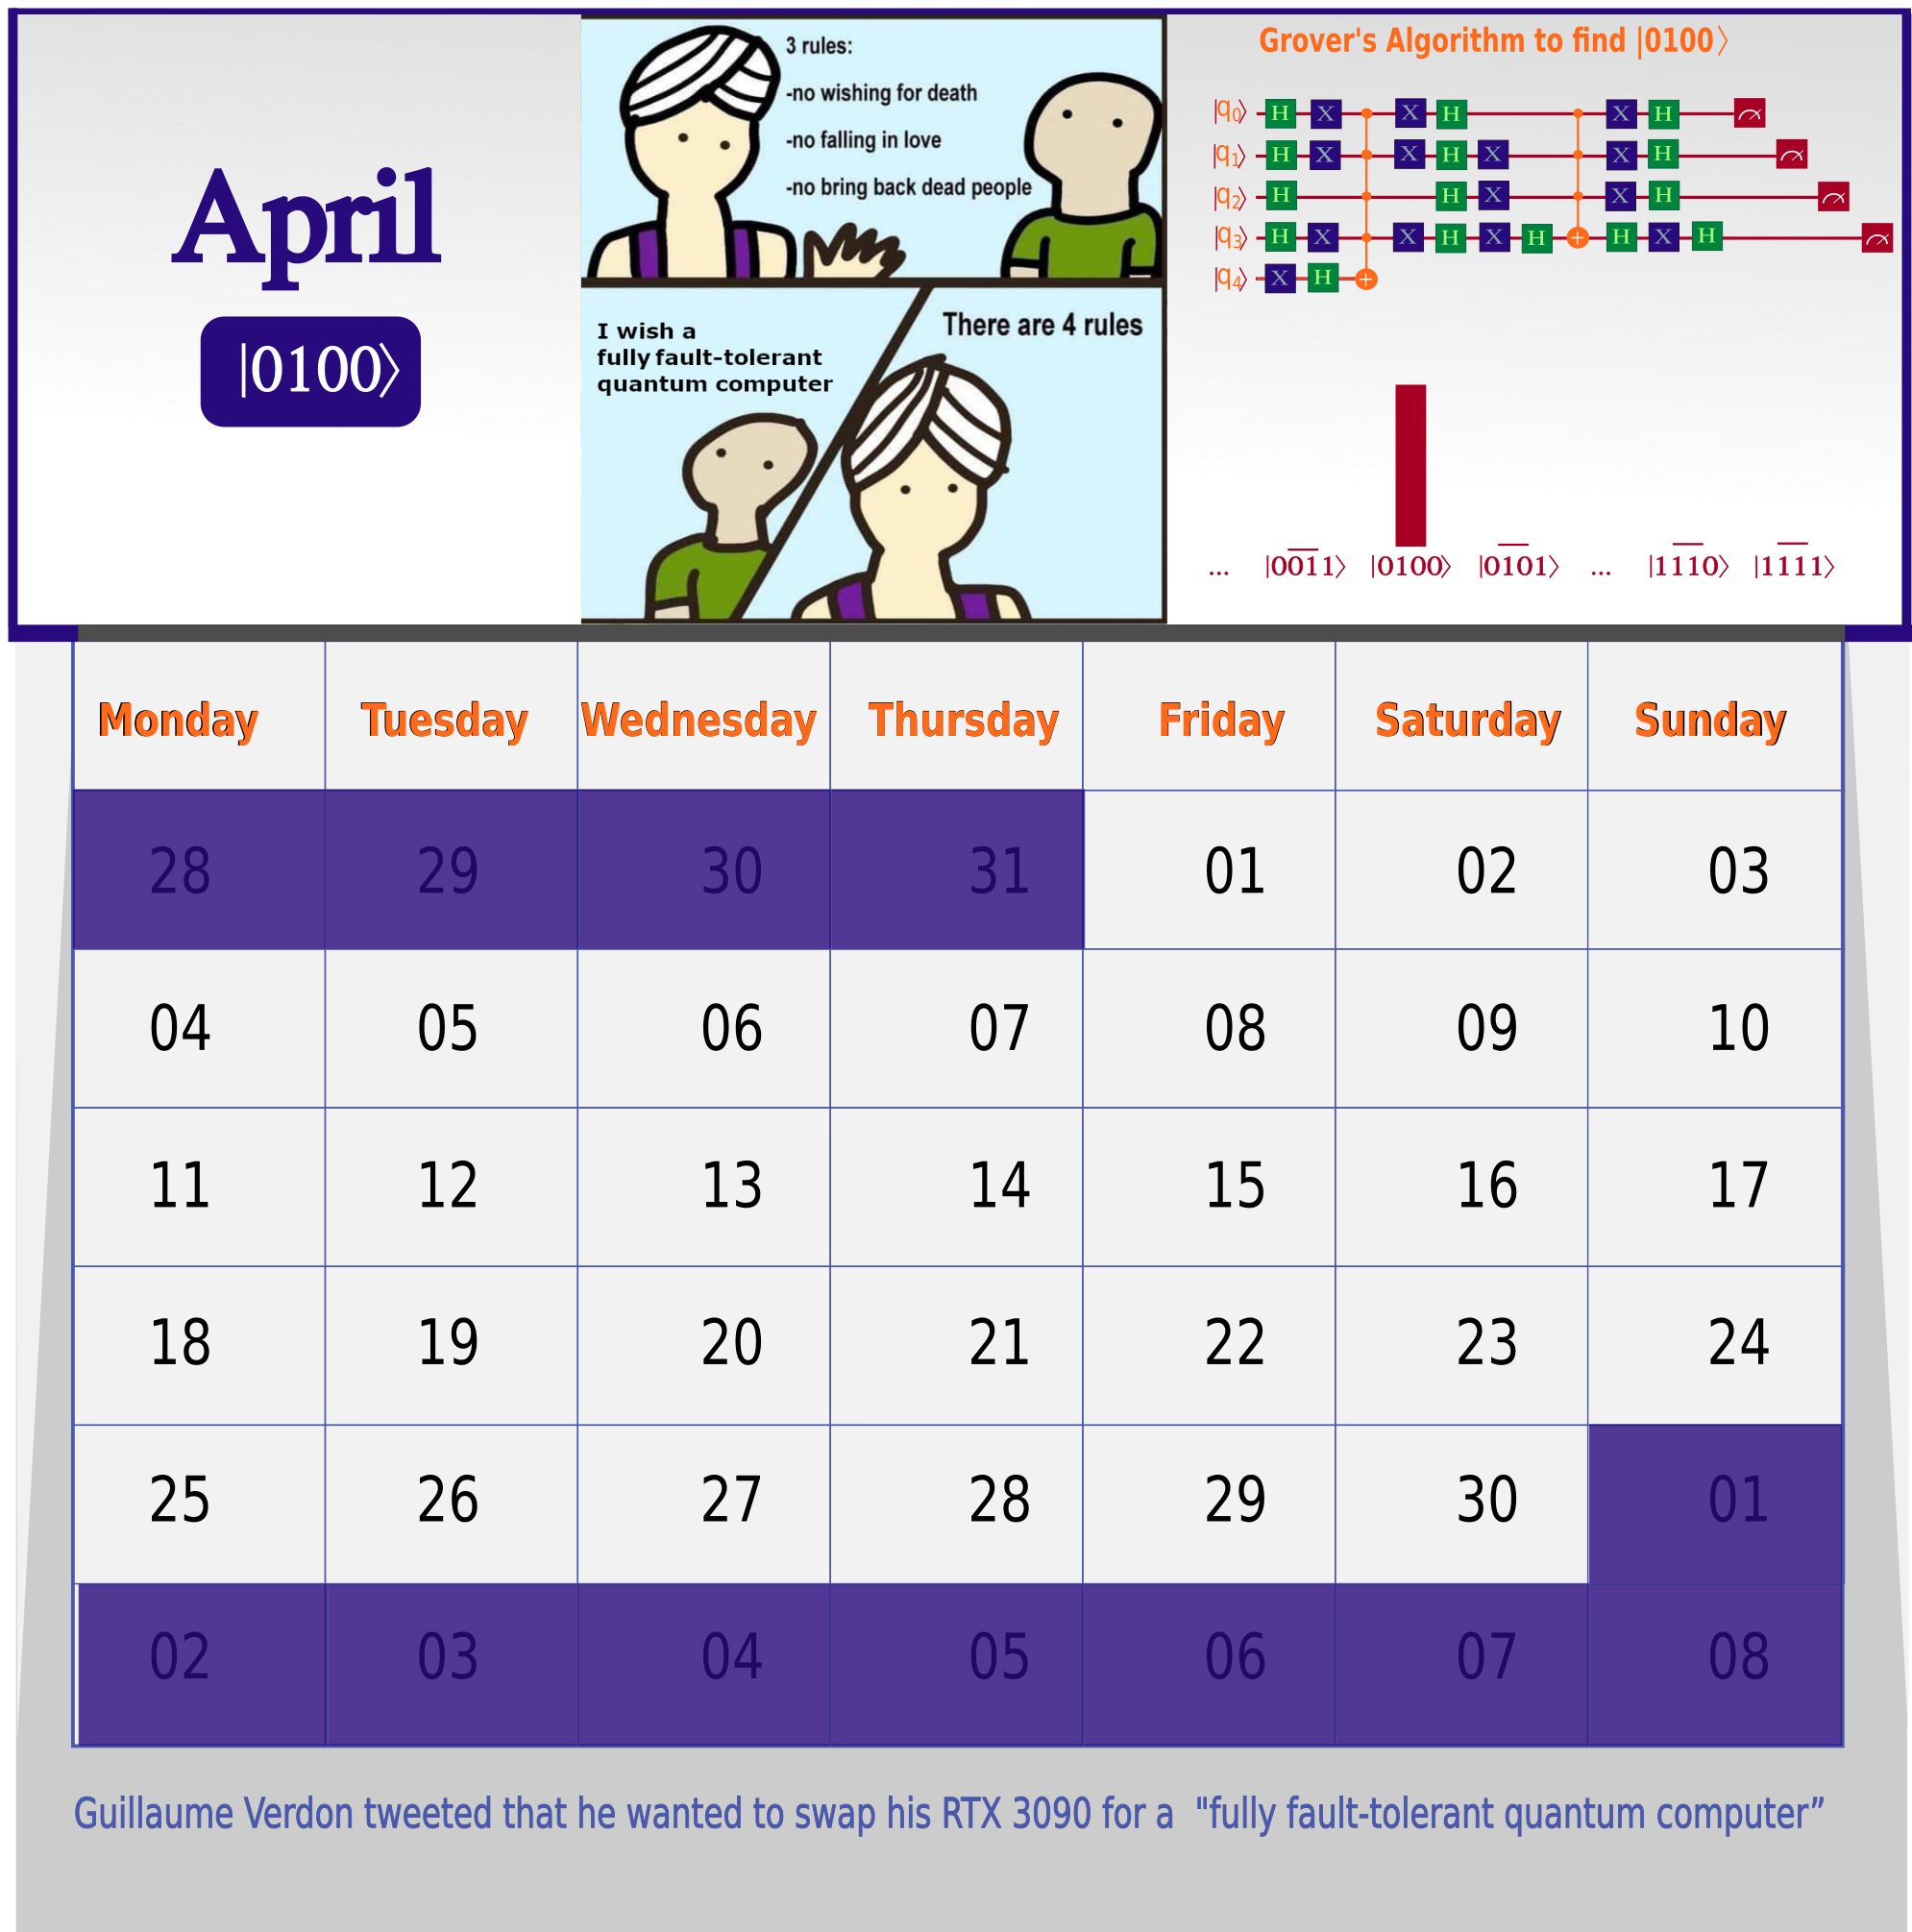 April
|0100⟩
3 rules:
-no wishing for death
-no falling in love
-no bring back dead people
I wish a
fully fault-tolerant
quantum computer
There are 4 rules
Grover's Algorithm to find |0100⟩
|q0⟩ H X X H X H
|q1⟩ H X X H X X H
|q2⟩ H H X X H
|q3⟩ H X X H X H + H X H
|q4⟩ X H +
... |0011⟩ |0100⟩ |0101⟩ ... |1110⟩ |1111⟩
Monday Tuesday Wednesday Thursday Friday Saturday Sunday
28 29 30 31 01 02 03
04 05 06 07 08 09 10
11 12 13 14 15 16 17
18 19 20 21 22 23 24
25 26 27 28 29 30 01
02 03 04 05 06 07 08
Guillaume Verdon tweeted that he wanted to swap his RTX 3090 for a "fully fault-tolerant quantum computer”